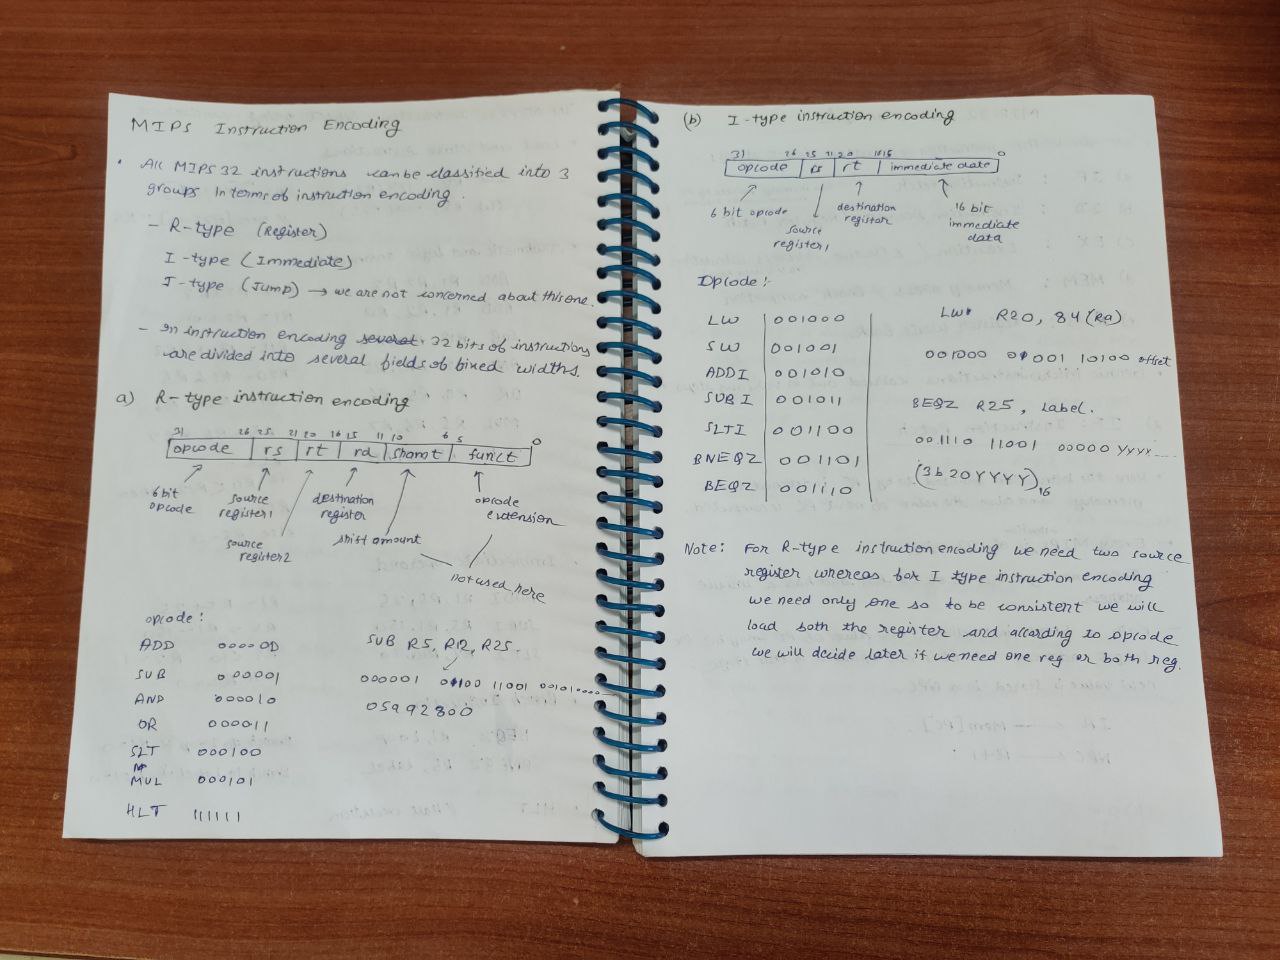 MIPS Instruction Encoding
• All MIPS 32 instructions can be classified into 3
groups in terms of instruction encoding.
- R-type (Register)
I-type (Immediate)
J-type (Jump) → we are not concerned about this one.
- In instruction encoding several 32 bits of instructions
are divided into several fields of fixed widths.
a) R-type instruction encoding
31 26 25 21 20 16 15 11 10 6 5 0
opcode rs rt rd shamt funct
6 bit opcode
source register 1
source register 2
destination register
shift amount
opcode extension
not used here
opcode:
ADD 000000
SUB 000001
AND 000010
OR 000011
SLT 000100
MUL 000101
HLT 111111
SUB R5, R12, R25.
000001 01100 11001 00101 0000
05992800
(b) I-type instruction encoding
31 26 25 21 20 16 15 0
opcode rs rt immediate data
6 bit opcode
source register 1
destination register
16 bit immediate data
Opcode:-
LW 001000
SW 001001
ADDI 001010
SUBI 001011
SLTI 001100
BNEQZ 001101
BEQZ 001110
LW R20, 84(R9)
001000 01001 10100 offset
BEQZ R25, Label.
001110 11001 00000 YYYY
(3b20YYYY)16
Note: For R-type instruction encoding we need two source
register whereas for I type instruction encoding
we need only one so to be consistent we will
load both the register and according to opcode
we will decide later if we need one reg or both reg.